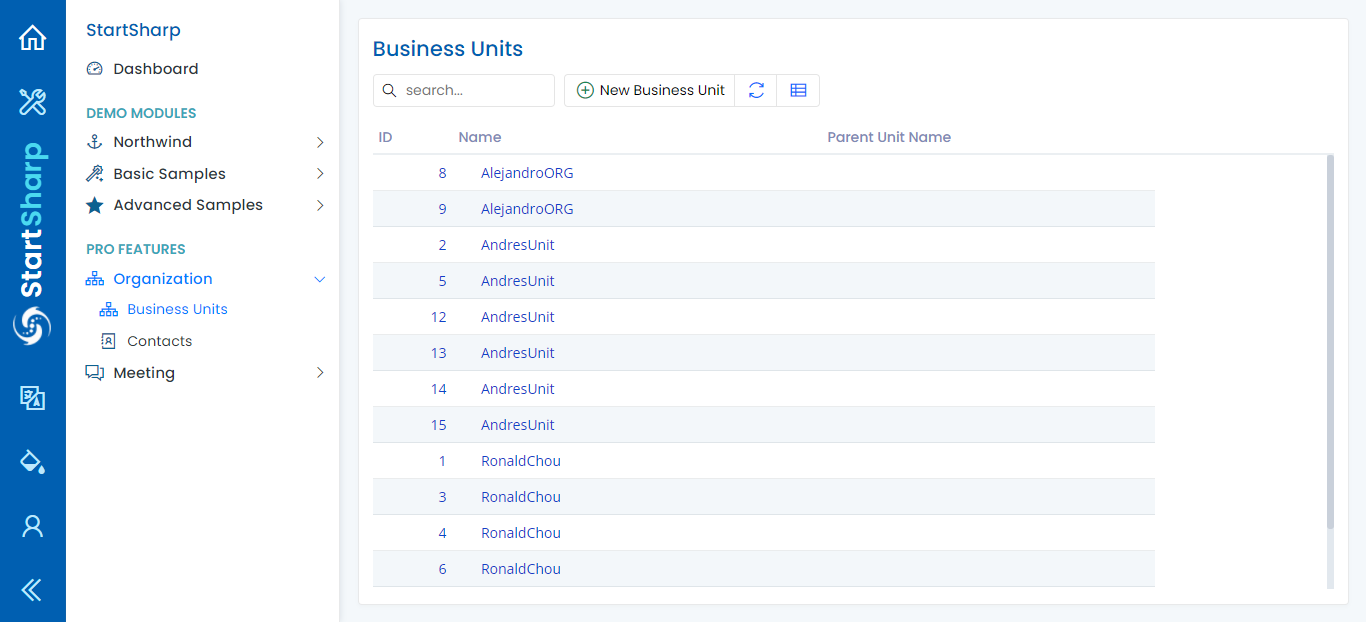 StartSharp
StartSharp
Dashboard
DEMO MODULES
Northwind
Basic Samples
Advanced Samples
PRO FEATURES
Organization
Business Units
Contacts
Meeting
Business Units
search...
New Business Unit
ID Name Parent Unit Name
8 AlejandroORG
9 AlejandroORG
2 AndresUnit
5 AndresUnit
12 AndresUnit
13 AndresUnit
14 AndresUnit
15 AndresUnit
1 RonaldChou
3 RonaldChou
4 RonaldChou
6 RonaldChou